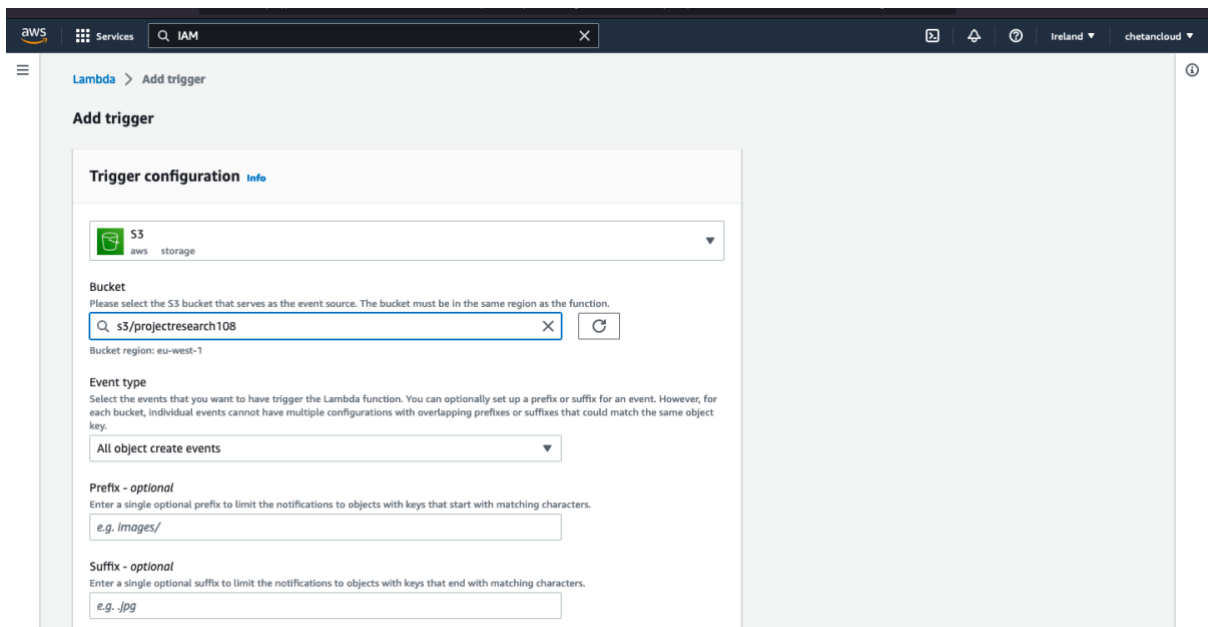 aws Services IAM Ireland chetancloud
Lambda > Add trigger
Add trigger
Trigger configuration Info
S3
aws storage
Bucket
Please select the S3 bucket that serves as the event source. The bucket must be in the same region as the function.
s3/projectresearch108
Bucket region: eu-west-1
Event type
Select the events that you want to have trigger the Lambda function. You can optionally set up a prefix or suffix for an event. However, for
each bucket, individual events cannot have multiple configurations with overlapping prefixes or suffixes that could match the same object
key.
All object create events
Prefix - optional
Enter a single optional prefix to limit the notifications to objects with keys that start with matching characters.
e.g. images/
Suffix - optional
Enter a single optional suffix to limit the notifications to objects with keys that end with matching characters.
e.g. .jpg